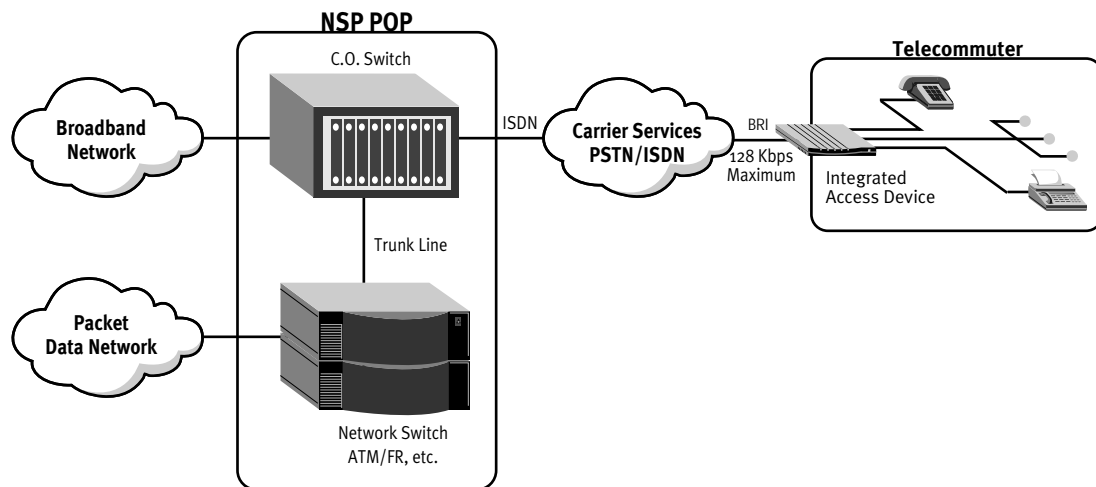 NSP POP
C.O. Switch
Telecommuter
Broadband
Network
ISDN
Carrier Services
PSTN/ISDN
BRI
128 Kbps
Maximum
Integrated
Access Device
Trunk Line
Packet
Data Network
Network Switch
ATM/FR, etc.